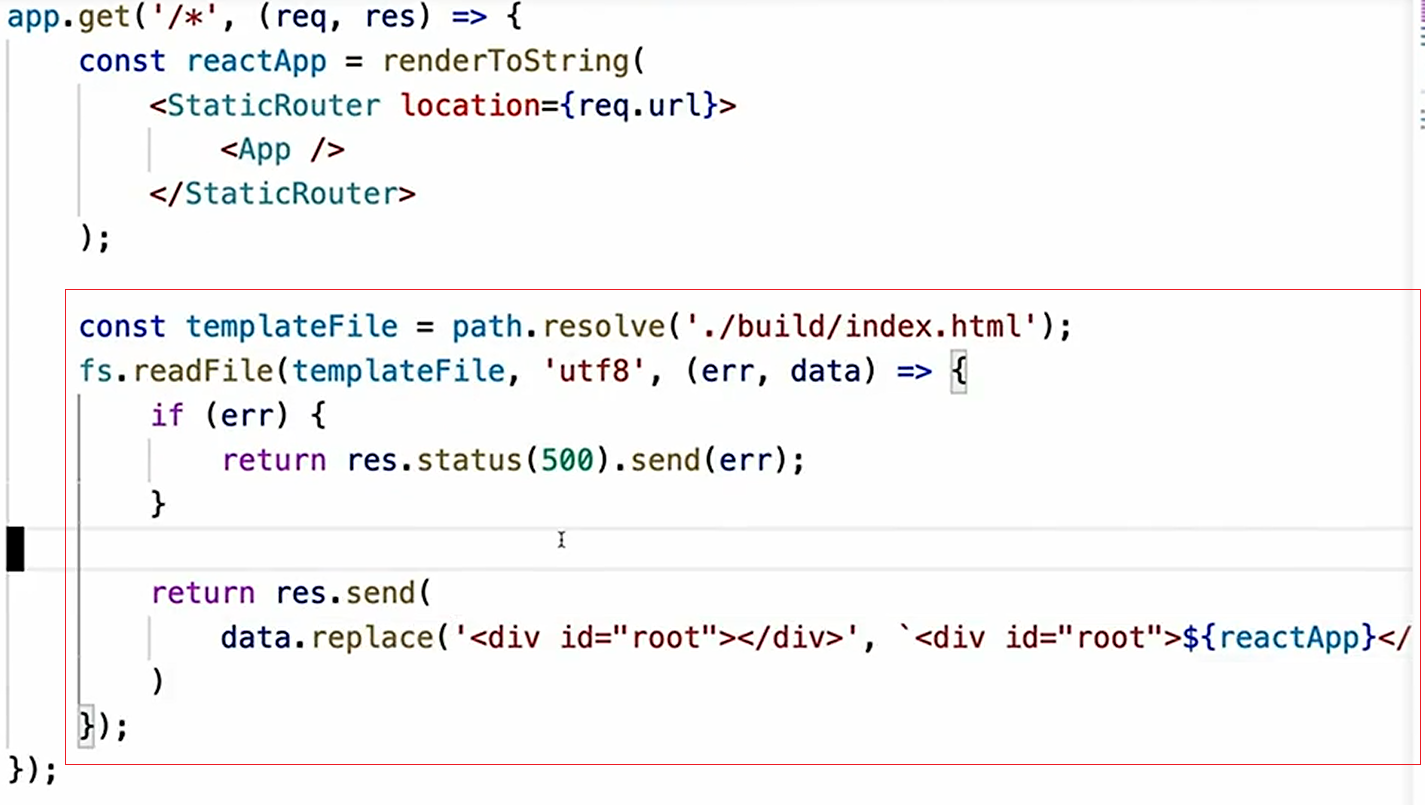 app.get('/*', (req, res) => {
    const reactApp = renderToString(
        <StaticRouter location={req.url}>
            <App />
        </StaticRouter>
    );
    const templateFile = path.resolve('./build/index.html');
    fs.readFile(templateFile, 'utf8', (err, data) => {
        if (err) {
            return res.status(500).send(err);
        }
        return res.send(
            data.replace('<div id="root"></div>', `<div id="root">${reactApp}</
        )
    });
});